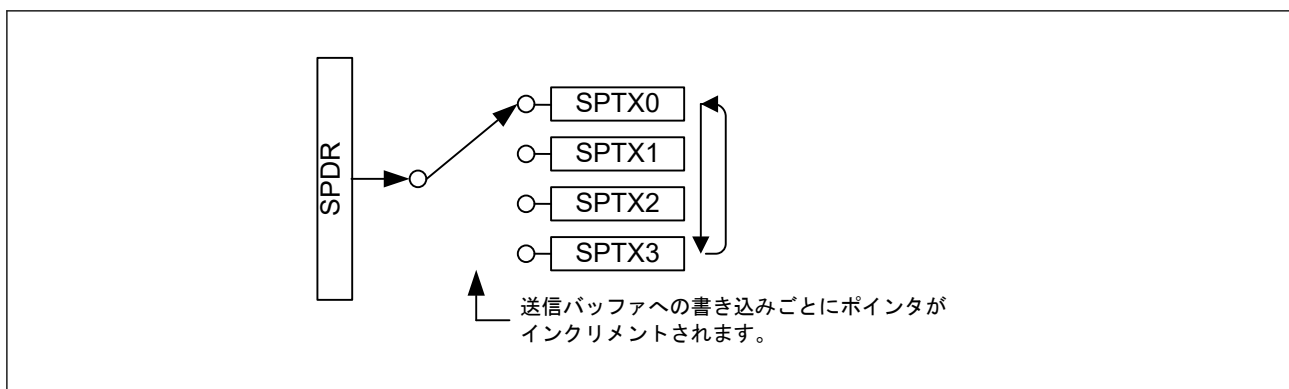 SPDR
SPTX0
SPTX1
SPTX2
SPTX3
送信バッファへの書き込みごとにポインタが
インクリメントされます。